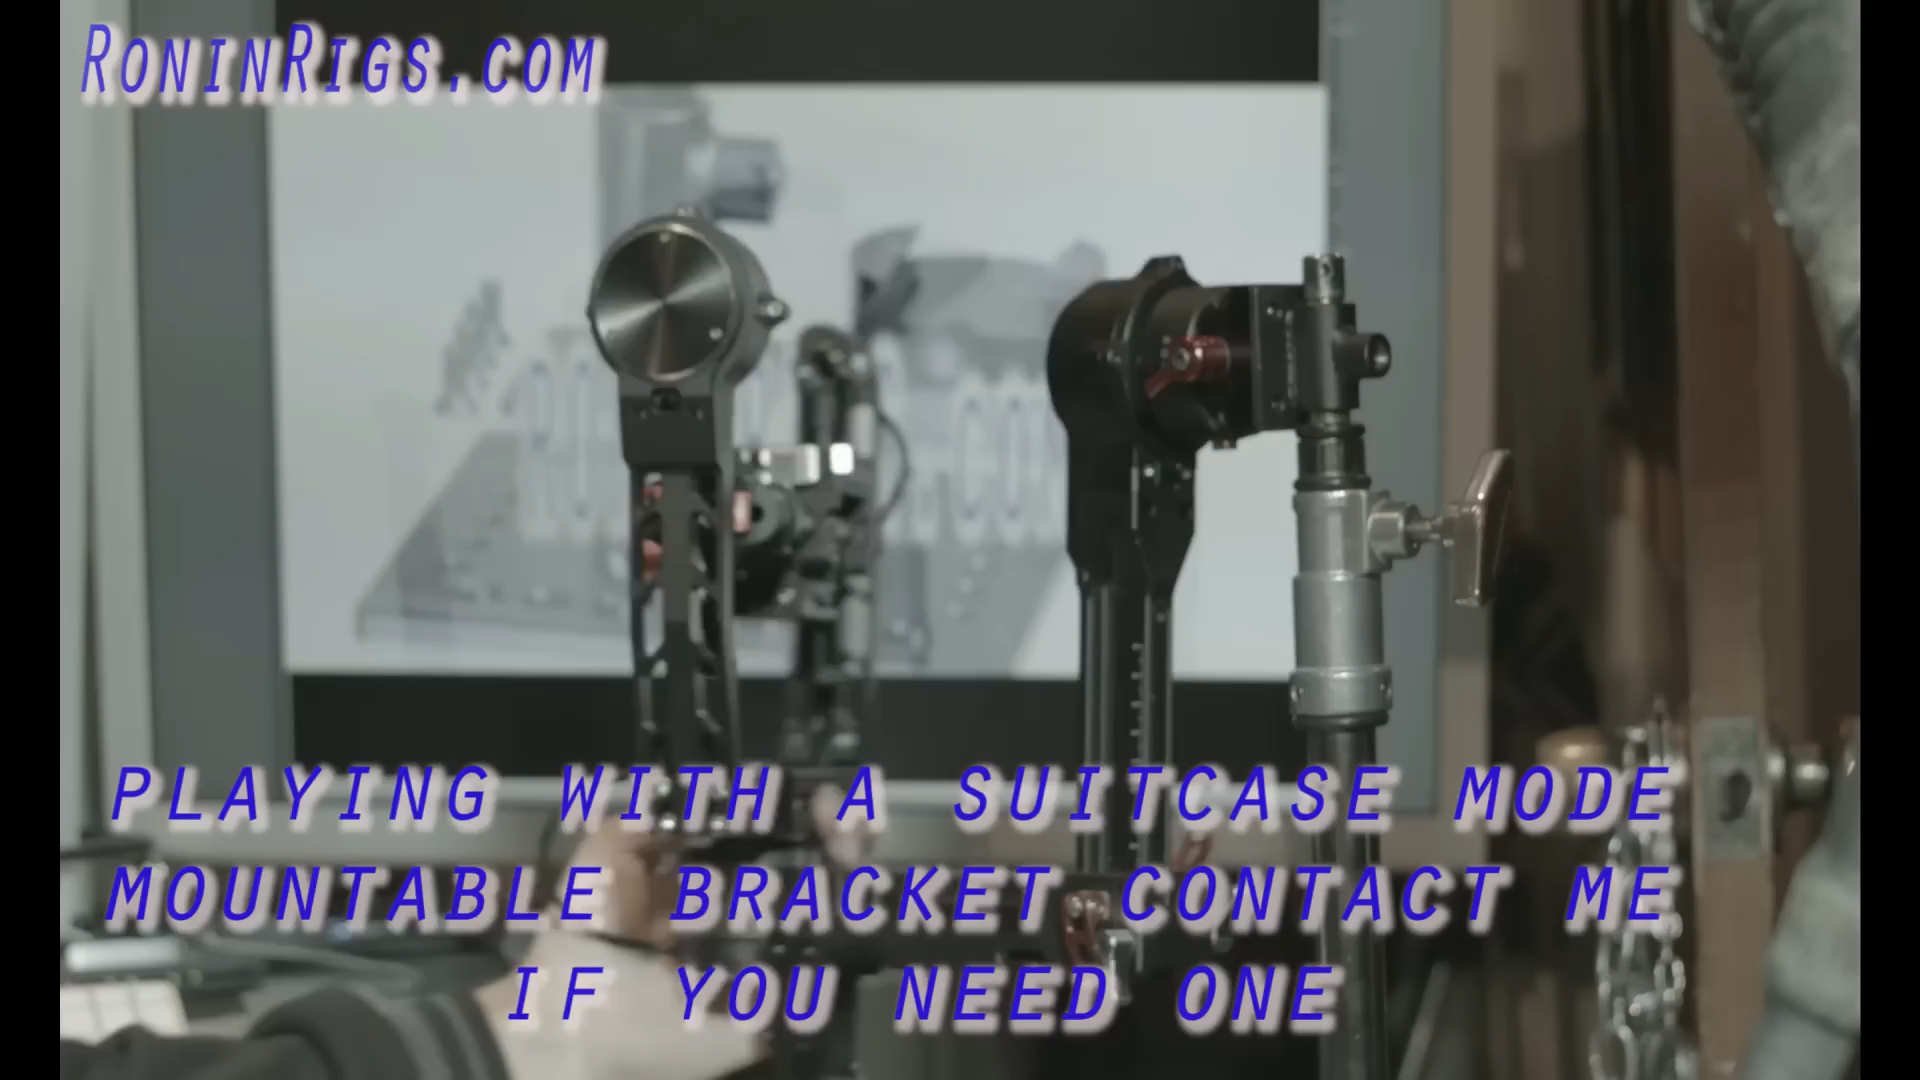 RoninRigs.com
PLAYING WITH A SUITCASE MODE
MOUNTABLE BRACKET CONTACT ME
IF YOU NEED ONE